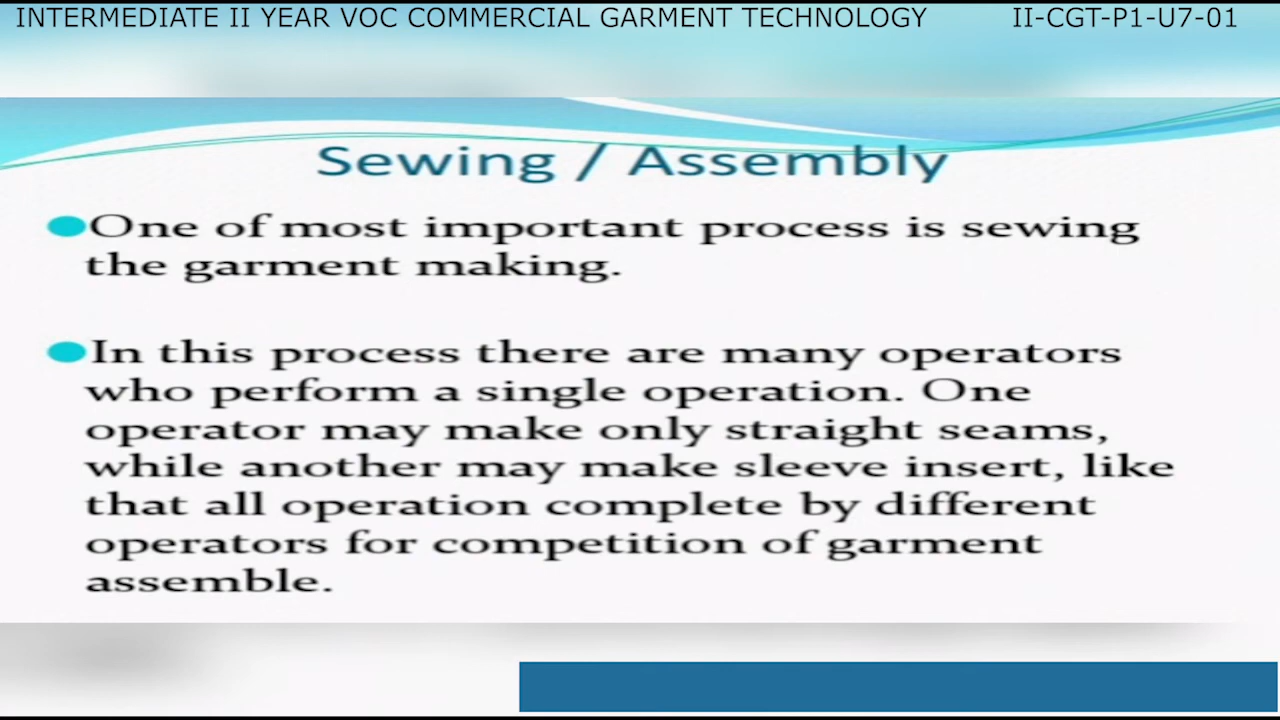 INTERMEDIATE II YEAR VOC COMMERCIAL GARMENT TECHNOLOGY II-CGT-P1-U7-01
Sewing / Assembly
One of most important process is sewing
the garment making.
In this process there are many operators
who perform a single operation. One
operator may make only straight seams,
while another may make sleeve insert, like
that all operation complete by different
operators for competition of garment
assemble.